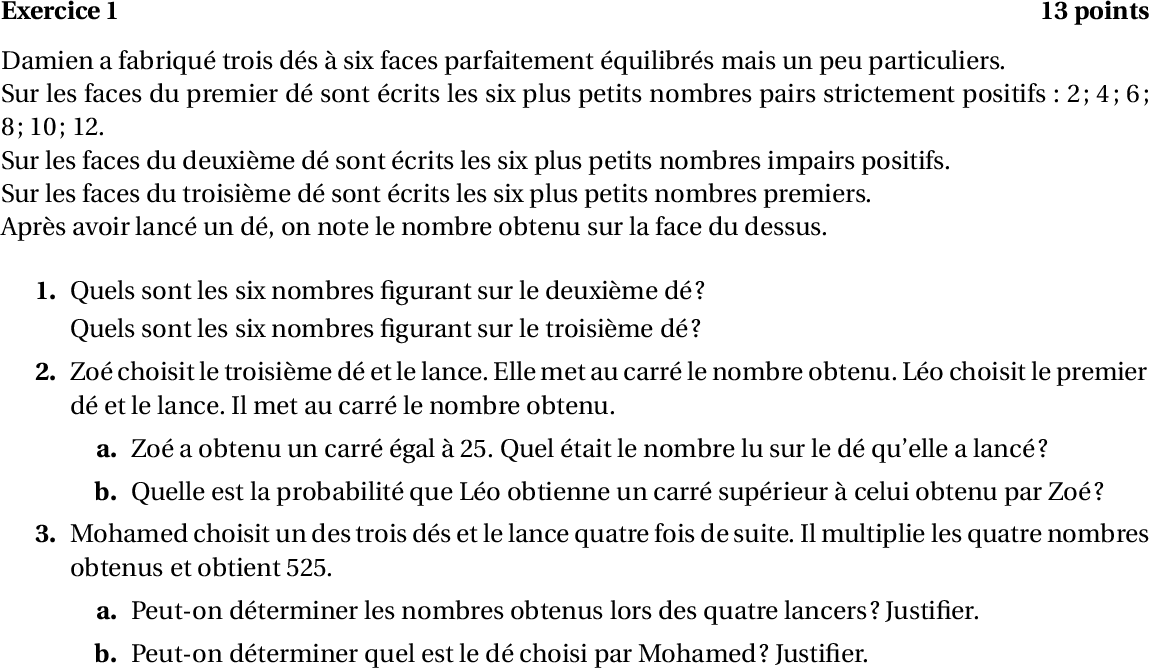 Exercice 1 13 points
Damien a fabriqué trois dés à six faces parfaitement équilibrés mais un peu particuliers.
Sur les faces du premier dé sont écrits les six plus petits nombres pairs strictement positifs : 2 ; 4 ; 6 ;
8 ; 10 ; 12.
Sur les faces du deuxième dé sont écrits les six plus petits nombres impairs positifs.
Sur les faces du troisième dé sont écrits les six plus petits nombres premiers.
Après avoir lancé un dé, on note le nombre obtenu sur la face du dessus.
1. Quels sont les six nombres figurant sur le deuxième dé ?
Quels sont les six nombres figurant sur le troisième dé ?
2. Zoé choisit le troisième dé et le lance. Elle met au carré le nombre obtenu. Léo choisit le premier
dé et le lance. Il met au carré le nombre obtenu.
a. Zoé a obtenu un carré égal à 25. Quel était le nombre lu sur le dé qu’elle a lancé ?
b. Quelle est la probabilité que Léo obtienne un carré supérieur à celui obtenu par Zoé ?
3. Mohamed choisit un des trois dés et le lance quatre fois de suite. Il multiplie les quatre nombres
obtenus et obtient 525.
a. Peut-on déterminer les nombres obtenus lors des quatre lancers ? Justifier.
b. Peut-on déterminer quel est le dé choisi par Mohamed ? Justifier.